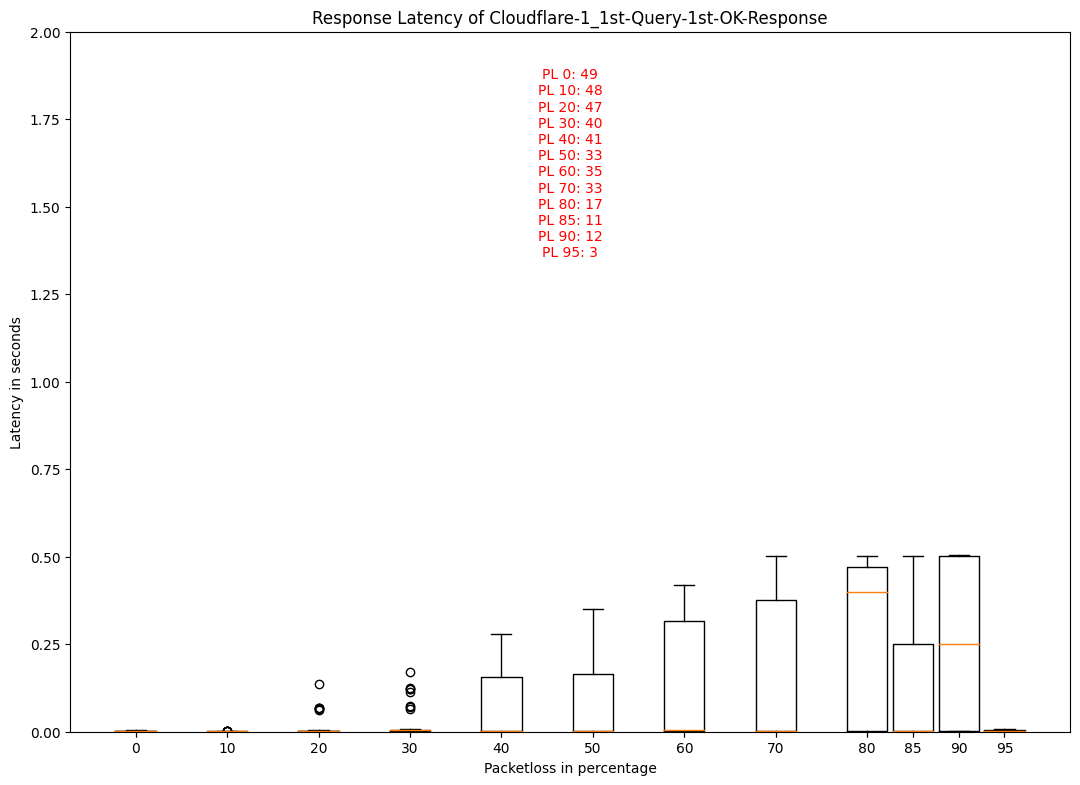 Response Latency of Cloudflare-1_1st-Query-1st-OK-Response
2.00
1.75
1.50
1.25
1.00
0.75
0.50
0.25
0.00
Latency in seconds
PL 0: 49
PL 10: 48
PL 20: 47
PL 30: 40
PL 40: 41
PL 50: 33
PL 60: 35
PL 70: 33
PL 80: 17
PL 85: 11
PL 90: 12
PL 95: 3
0 10 20 30 40 50 60 70 80 85 90 95
Packetloss in percentage